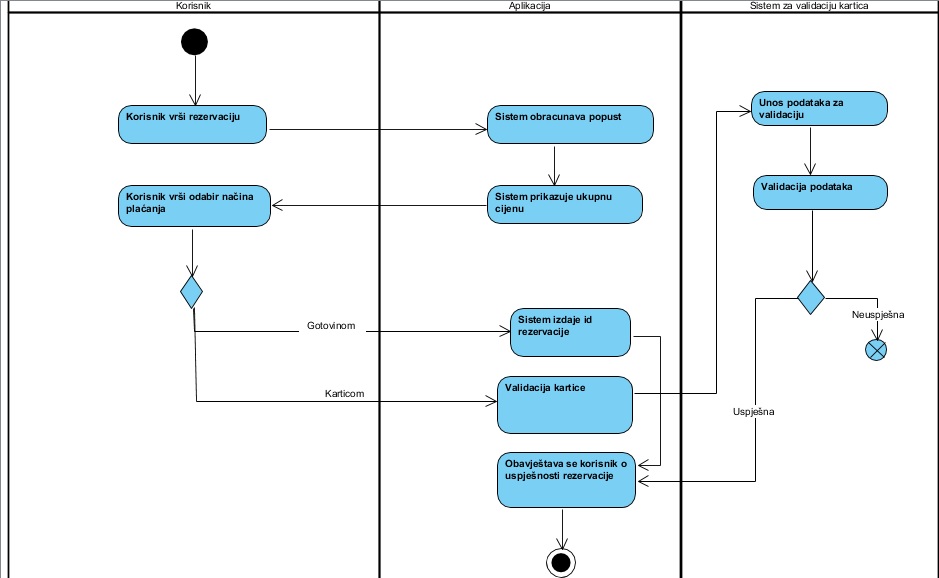 Korisnik
Aplikacija
Sistem za validaciju kartica
Korisnik vrši rezervaciju
Sistem obracunava popust
Unos podataka za
validaciju
Korisnik vrši odabir načina
plaćanja
Sistem prikazuje ukupnu
cijenu
Validacija podataka
Gotovinom
Sistem izdaje id
rezervacije
Neuspješna
Karticom
Validacija kartice
Uspješna
Obavještava se korisnik o
uspješnosti rezervacije